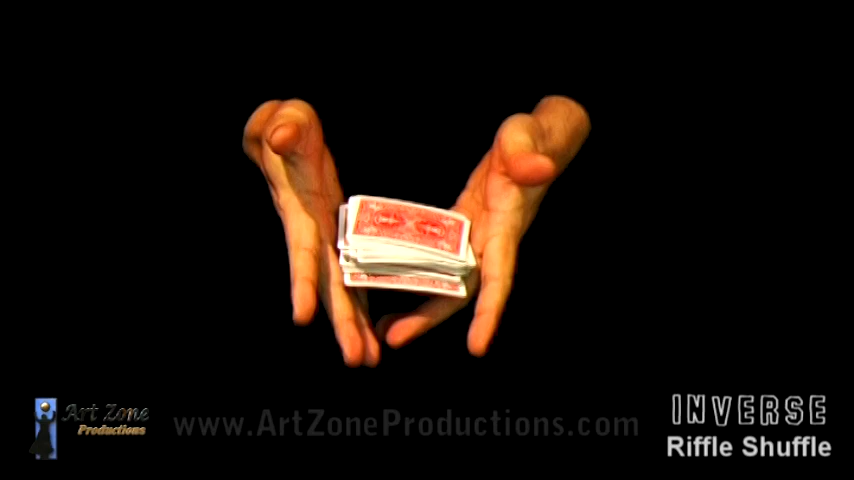 Art Zone
Productions
www.ArtZoneProductions.com
INVERSE
Riffle Shuffle